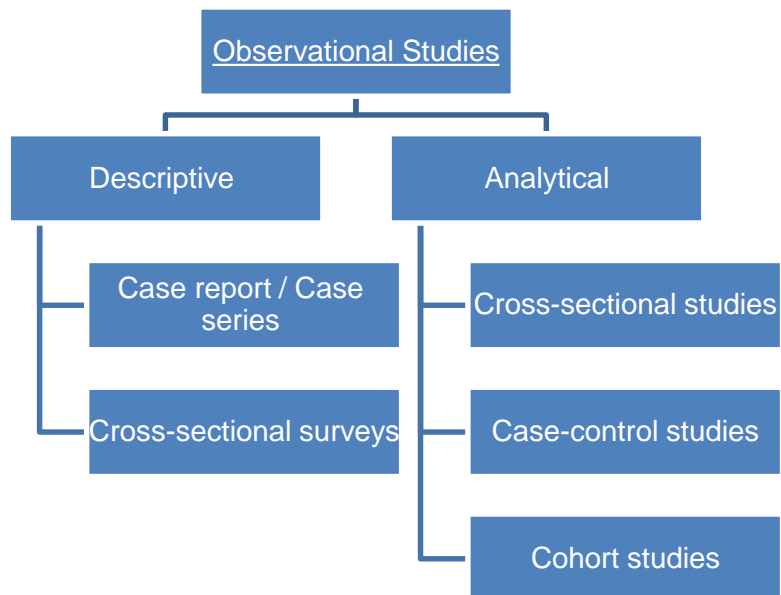 Observational Studies
Descriptive
Analytical
Case report / Case
series
Cross-sectional surveys
Cross-sectional studies
Case-control studies
Cohort studies